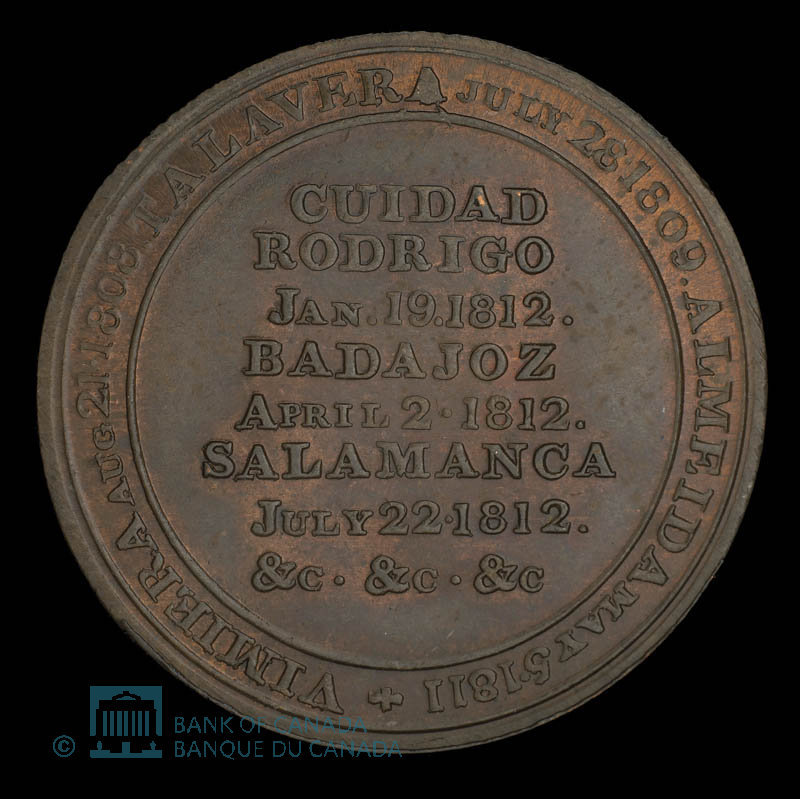 VIMIERA AUG 21·1808 TALAVERA JULY 28·1809. ALMEIDA MAY 5·1811
CUIDAD
RODRIGO
JAN. 19.1812.
BADAJOZ
APRIL 2·1812.
SALAMANCA
JULY 22·1812.
&C · &C · &C
© BANK OF CANADA
BANQUE DU CANADA